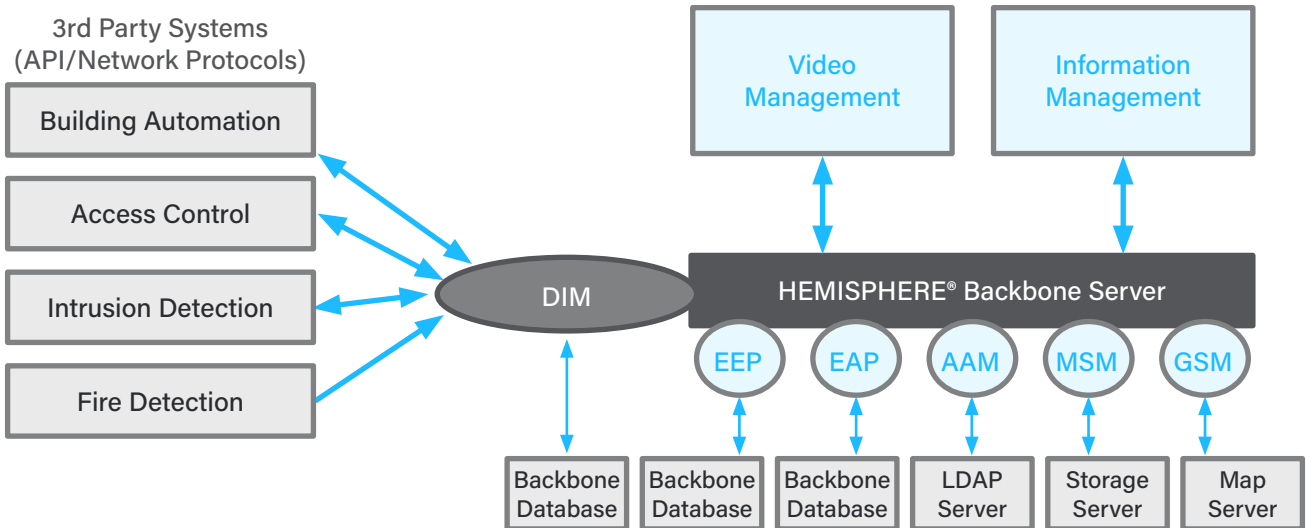 3rd Party Systems
(API/Network Protocols)
Building Automation
Access Control
Intrusion Detection
Fire Detection
Video
Management
Information
Management
DIM
HEMISPHERE® Backbone Server
EEP
EAP
AAM
MSM
GSM
Backbone
Database
Backbone
Database
Backbone
Database
LDAP
Server
Storage
Server
Map
Server